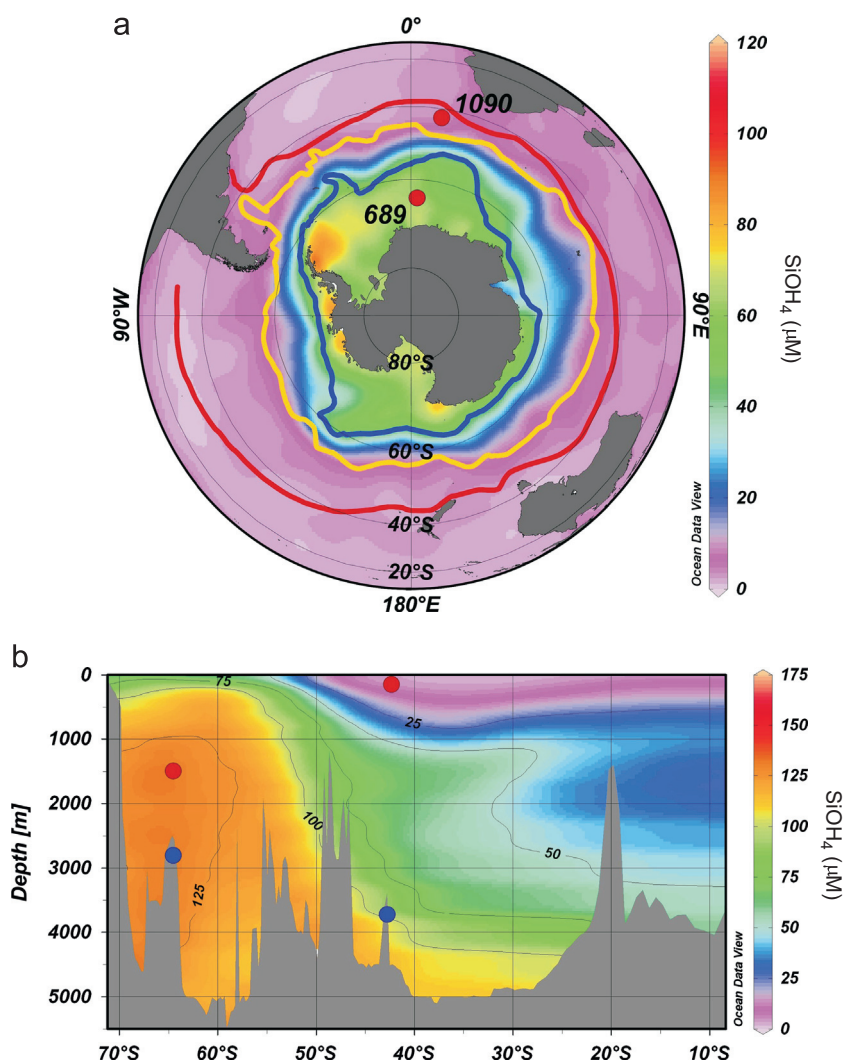 a
0°
1090
689
90°W
90°E
80°S
60°S
40°S
20°S
180°E
Ocean Data View
120
100
80
60
40
20
0
SiOH4 (µM)
b
0
1000
2000
3000
4000
5000
Depth [m]
75
25
100
50
125
70°S
60°S
50°S
40°S
30°S
20°S
10°S
Ocean Data View
175
150
125
100
75
50
25
0
SiOH4 (µM)